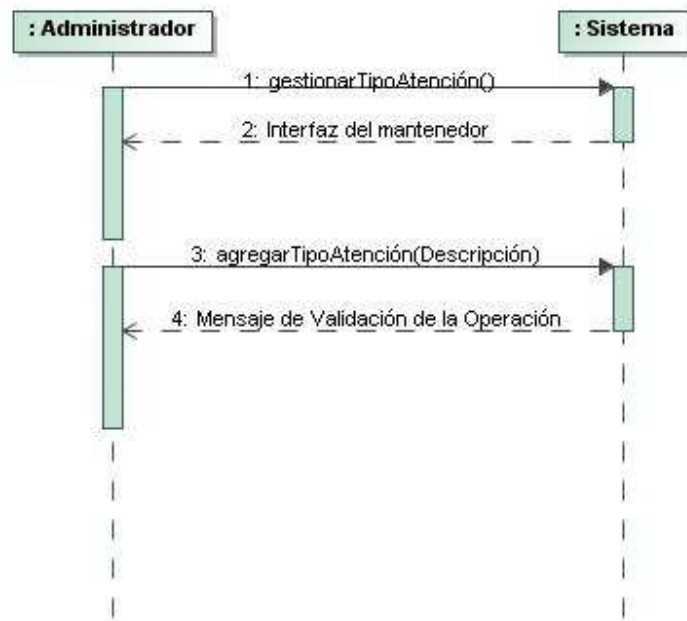 : Administrador
: Sistema
1: gestionarTipoAtención()
2: Interfaz del mantenedor
3: agregarTipoAtención(Descripción)
4: Mensaje de Validación de la Operación